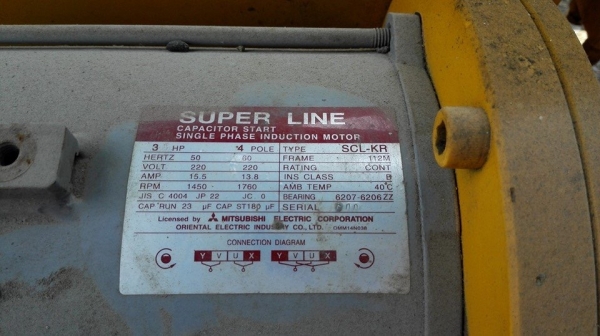 SUPER LINE
CAPACITOR START
SINGLE PHASE INDUCTION MOTOR
3 HP 4 POLE TYPE SCL-KR
HERTZ 50 60 FRAME 112M
VOLT 220 220 RATING CONT
AMP 15.5 13.8 INS CLASS B
RPM 1450 1760 AMB TEMP 40°C
JIS C 4004 JP 22 JC 0 BEARING 6207-6206ZZ
CAP RUN 23 µF CAP ST180 µF SERIAL
Licensed by MITSUBISHI ELECTRIC CORPORATION
ORIENTAL ELECTRIC INDUSTRY CO., LTD.
CONNECTION DIAGRAM
Y V U X Y V U X